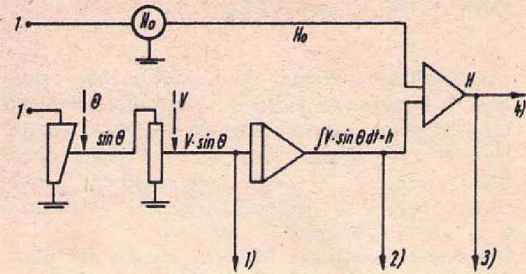 1
H₀
H₀
1
Θ
sin Θ
V
V·sin Θ
∫V·sin Θ dt=h
H
4)
1)
2)
3)